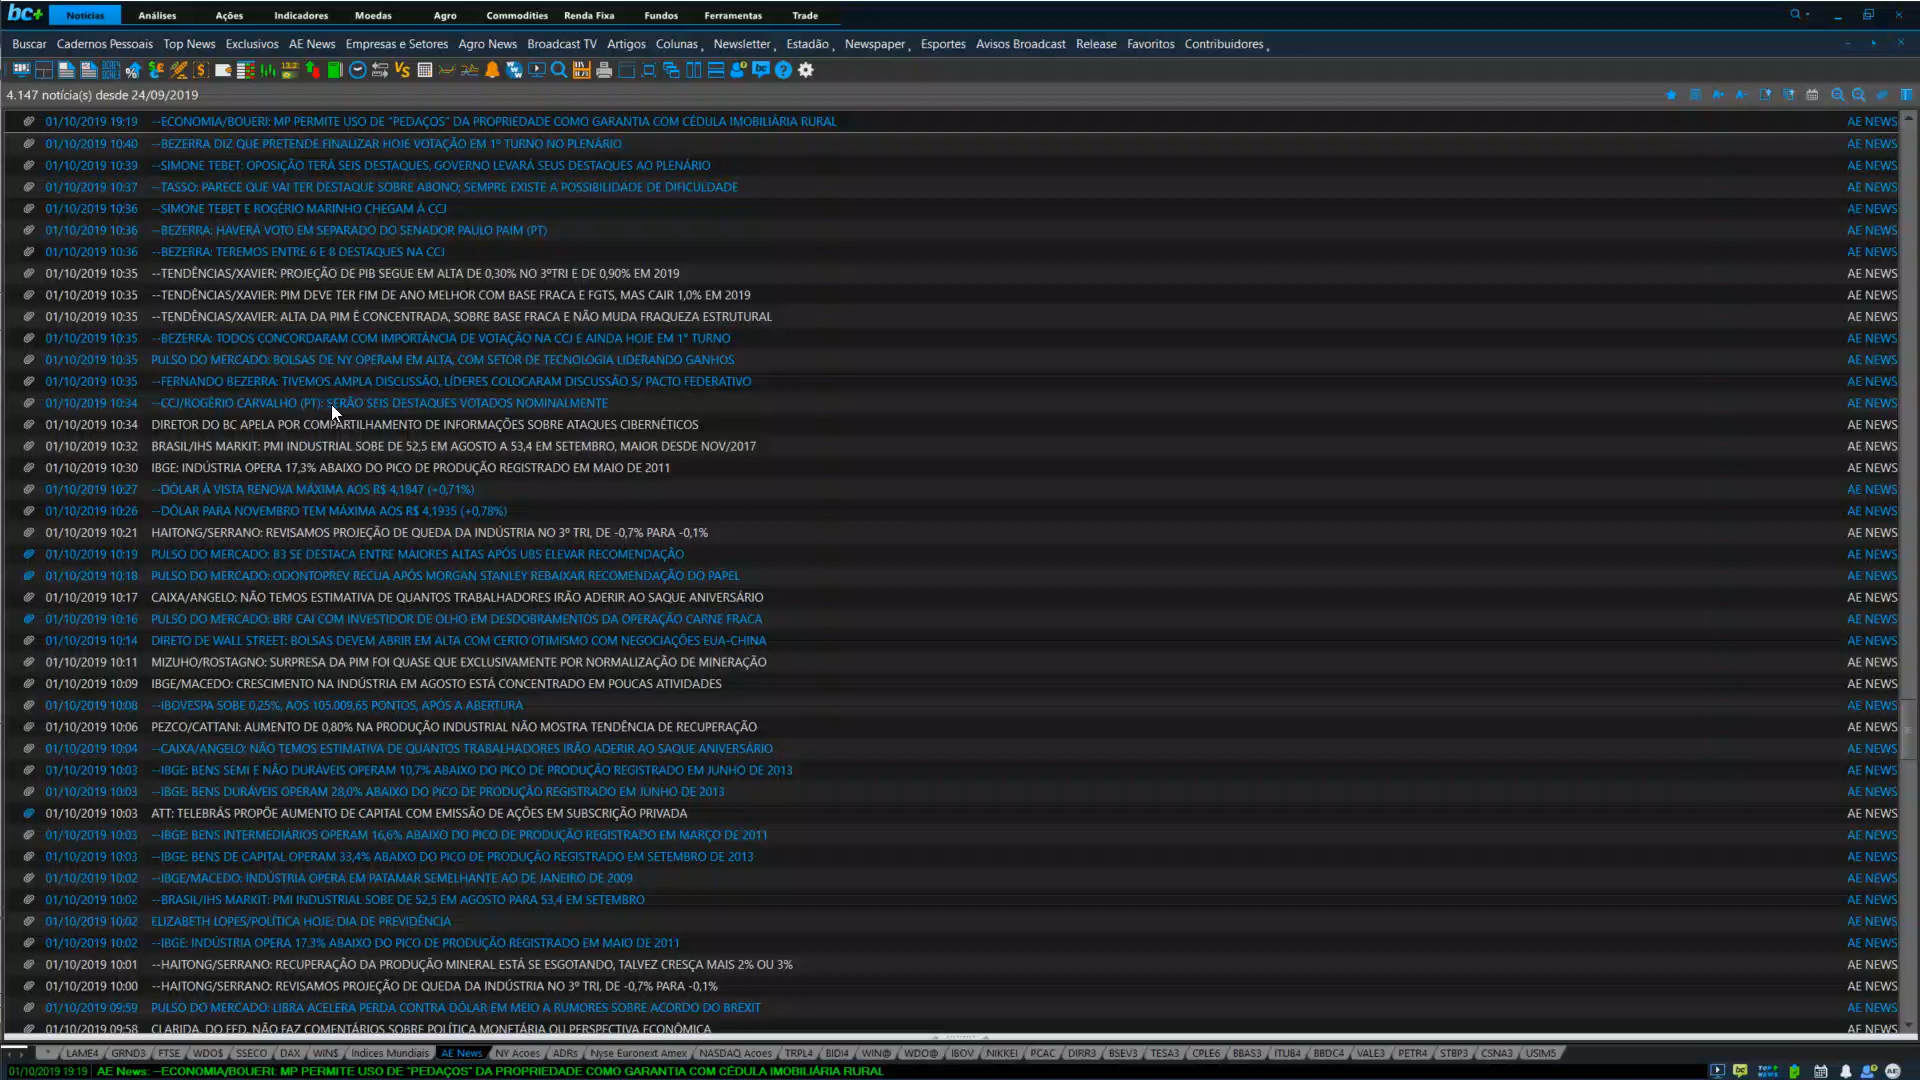 bc+ Notícias Análises Ações Indicadores Moedas Agro Commodities Renda Fixa Fundos Ferramentas Trade
Buscar Cadernos Pessoais Top News Exclusivos AE News Empresas e Setores Agro News Broadcast TV Artigos Colunas Newsletter Estadão Newspaper Esportes Avisos Broadcast Release Favoritos Contribuidores
4.147 notícia(s) desde 24/09/2019
01/10/2019 19:19 --ECONOMIA/BOUERI: MP PERMITE USO DE "PEDAÇOS" DA PROPRIEDADE COMO GARANTIA COM CÉDULA IMOBILIÁRIA RURAL AE NEWS
01/10/2019 10:40 --BEZERRA DIZ QUE PRETENDE FINALIZAR HOJE VOTAÇÃO EM 1º TURNO NO PLENÁRIO AE NEWS
01/10/2019 10:39 --SIMONE TEBET: OPOSIÇÃO TERÁ SEIS DESTAQUES, GOVERNO LEVARÁ SEUS DESTAQUES AO PLENÁRIO AE NEWS
01/10/2019 10:37 --TASSO: PARECE QUE VAI TER DESTAQUE SOBRE ABONO; SEMPRE EXISTE A POSSIBILIDADE DE DIFICULDADE AE NEWS
01/10/2019 10:36 --SIMONE TEBET E ROGÉRIO MARINHO CHEGAM À CCJ AE NEWS
01/10/2019 10:36 --BEZERRA: HAVERÁ VOTO EM SEPARADO DO SENADOR PAULO PAIM (PT) AE NEWS
01/10/2019 10:36 --BEZERRA: TEREMOS ENTRE 6 E 8 DESTAQUES NA CCJ AE NEWS
01/10/2019 10:35 --TENDÊNCIAS/XAVIER: PROJEÇÃO DE PIB SEGUE EM ALTA DE 0,30% NO 3ºTRI E DE 0,90% EM 2019 AE NEWS
01/10/2019 10:35 --TENDÊNCIAS/XAVIER: PIM DEVE TER FIM DE ANO MELHOR COM BASE FRACA E FGTS, MAS CAIR 1,0% EM 2019 AE NEWS
01/10/2019 10:35 --TENDÊNCIAS/XAVIER: ALTA DA PIM É CONCENTRADA, SOBRE BASE FRACA E NÃO MUDA FRAQUEZA ESTRUTURAL AE NEWS
01/10/2019 10:35 --BEZERRA: TODOS CONCORDARAM COM IMPORTÂNCIA DE VOTAÇÃO NA CCJ E AINDA HOJE EM 1º TURNO AE NEWS
01/10/2019 10:35 PULSO DO MERCADO: BOLSAS DE NY OPERAM EM ALTA, COM SETOR DE TECNOLOGIA LIDERANDO GANHOS AE NEWS
01/10/2019 10:35 --FERNANDO BEZERRA: TIVEMOS AMPLA DISCUSSÃO, LÍDERES COLOCARAM DISCUSSÃO S/ PACTO FEDERATIVO AE NEWS
01/10/2019 10:34 --CCJ/ROGÉRIO CARVALHO (PT): SERÃO SEIS DESTAQUES VOTADOS NOMINALMENTE AE NEWS
01/10/2019 10:34 DIRETOR DO BC APELA POR COMPARTILHAMENTO DE INFORMAÇÕES SOBRE ATAQUES CIBERNÉTICOS AE NEWS
01/10/2019 10:32 BRASIL/IHS MARKIT: PMI INDUSTRIAL SOBE DE 52,5 EM AGOSTO A 53,4 EM SETEMBRO, MAIOR DESDE NOV/2017 AE NEWS
01/10/2019 10:30 IBGE: INDÚSTRIA OPERA 17,3% ABAIXO DO PICO DE PRODUÇÃO REGISTRADO EM MAIO DE 2011 AE NEWS
01/10/2019 10:27 --DÓLAR À VISTA RENOVA MÁXIMA AOS R$ 4,1847 (+0,71%) AE NEWS
01/10/2019 10:26 --DÓLAR PARA NOVEMBRO TEM MÁXIMA AOS R$ 4,1935 (+0,78%) AE NEWS
01/10/2019 10:21 HAITONG/SERRANO: REVISAMOS PROJEÇÃO DE QUEDA DA INDÚSTRIA NO 3º TRI, DE -0,7% PARA -0,1% AE NEWS
01/10/2019 10:19 PULSO DO MERCADO: B3 SE DESTACA ENTRE MAIORES ALTAS APÓS UBS ELEVAR RECOMENDAÇÃO AE NEWS
01/10/2019 10:18 PULSO DO MERCADO: ODONTOPREV RECUA APÓS MORGAN STANLEY REBAIXAR RECOMENDAÇÃO DO PAPEL AE NEWS
01/10/2019 10:17 CAIXA/ANGELO: NÃO TEMOS ESTIMATIVA DE QUANTOS TRABALHADORES IRÃO ADERIR AO SAQUE ANIVERSÁRIO AE NEWS
01/10/2019 10:16 PULSO DO MERCADO: BRF CAI COM INVESTIDOR DE OLHO EM DESDOBRAMENTOS DA OPERAÇÃO CARNE FRACA AE NEWS
01/10/2019 10:14 DIRETO DE WALL STREET: BOLSAS DEVEM ABRIR EM ALTA COM CERTO OTIMISMO COM NEGOCIAÇÕES EUA-CHINA AE NEWS
01/10/2019 10:11 MIZUHO/ROSTAGNO: SURPRESA DA PIM FOI QUASE QUE EXCLUSIVAMENTE POR NORMALIZAÇÃO DE MINERAÇÃO AE NEWS
01/10/2019 10:09 IBGE/MACEDO: CRESCIMENTO NA INDÚSTRIA EM AGOSTO ESTÁ CONCENTRADO EM POUCAS ATIVIDADES AE NEWS
01/10/2019 10:08 --IBOVESPA SOBE 0,25%, AOS 105.009,65 PONTOS, APÓS A ABERTURA AE NEWS
01/10/2019 10:06 PEZCO/CATTANI: AUMENTO DE 0,80% NA PRODUÇÃO INDUSTRIAL NÃO MOSTRA TENDÊNCIA DE RECUPERAÇÃO AE NEWS
01/10/2019 10:04 --CAIXA/ANGELO: NÃO TEMOS ESTIMATIVA DE QUANTOS TRABALHADORES IRÃO ADERIR AO SAQUE ANIVERSÁRIO AE NEWS
01/10/2019 10:03 --IBGE: BENS SEMI E NÃO DURÁVEIS OPERAM 10,7% ABAIXO DO PICO DE PRODUÇÃO REGISTRADO EM JUNHO DE 2013 AE NEWS
01/10/2019 10:03 --IBGE: BENS DURÁVEIS OPERAM 28,0% ABAIXO DO PICO DE PRODUÇÃO REGISTRADO EM JUNHO DE 2013 AE NEWS
01/10/2019 10:03 ATT: TELEBRÁS PROPÕE AUMENTO DE CAPITAL COM EMISSÃO DE AÇÕES EM SUBSCRIÇÃO PRIVADA AE NEWS
01/10/2019 10:03 --IBGE: BENS INTERMEDIÁRIOS OPERAM 16,6% ABAIXO DO PICO DE PRODUÇÃO REGISTRADO EM MARÇO DE 2011 AE NEWS
01/10/2019 10:03 --IBGE: BENS DE CAPITAL OPERAM 33,4% ABAIXO DO PICO DE PRODUÇÃO REGISTRADO EM SETEMBRO DE 2013 AE NEWS
01/10/2019 10:02 --IBGE/MACEDO: INDÚSTRIA OPERA EM PATAMAR SEMELHANTE AO DE JANEIRO DE 2009 AE NEWS
01/10/2019 10:02 --BRASIL/IHS MARKIT: PMI INDUSTRIAL SOBE DE 52,5 EM AGOSTO PARA 53,4 EM SETEMBRO AE NEWS
01/10/2019 10:02 ELIZABETH LOPES/POLÍTICA HOJE: DIA DE PREVIDÊNCIA AE NEWS
01/10/2019 10:02 --IBGE: INDÚSTRIA OPERA 17,3% ABAIXO DO PICO DE PRODUÇÃO REGISTRADO EM MAIO DE 2011 AE NEWS
01/10/2019 10:01 --HAITONG/SERRANO: RECUPERAÇÃO DA PRODUÇÃO MINERAL ESTÁ SE ESGOTANDO, TALVEZ CRESÇA MAIS 2% OU 3% AE NEWS
01/10/2019 10:00 --HAITONG/SERRANO: REVISAMOS PROJEÇÃO DE QUEDA DA INDÚSTRIA NO 3º TRI, DE -0,7% PARA -0,1% AE NEWS
01/10/2019 09:59 PULSO DO MERCADO: LIBRA ACELERA PERDA CONTRA DÓLAR EM MEIO A RUMORES SOBRE ACORDO DO BREXIT AE NEWS
01/10/2019 09:58 CLARIDA, DO FED, NÃO FAZ COMENTÁRIOS SOBRE POLÍTICA MONETÁRIA OU PERSPECTIVA ECONÔMICA AE NEWS
* LAME4 GRND3 FTSE WDO$ SSECO DAX WIN$ Índices Mundiais AE News NY Acoes ADRs Nyse Euronext Amex NASDAQ Acoes TRPL4 BIDI4 WIN@ WDO@ IBOV NIKKEI PCAC DIRR3 BSEV3 TESA3 CPLE6 BBAS3 ITUB4 BBDC4 VALE3 PETR4 STBP3 CSNA3 USIM5
01/10/2019 19:19 AE News: --ECONOMIA/BOUERI: MP PERMITE USO DE "PEDAÇOS" DA PROPRIEDADE COMO GARANTIA COM CÉDULA IMOBILIÁRIA RURAL